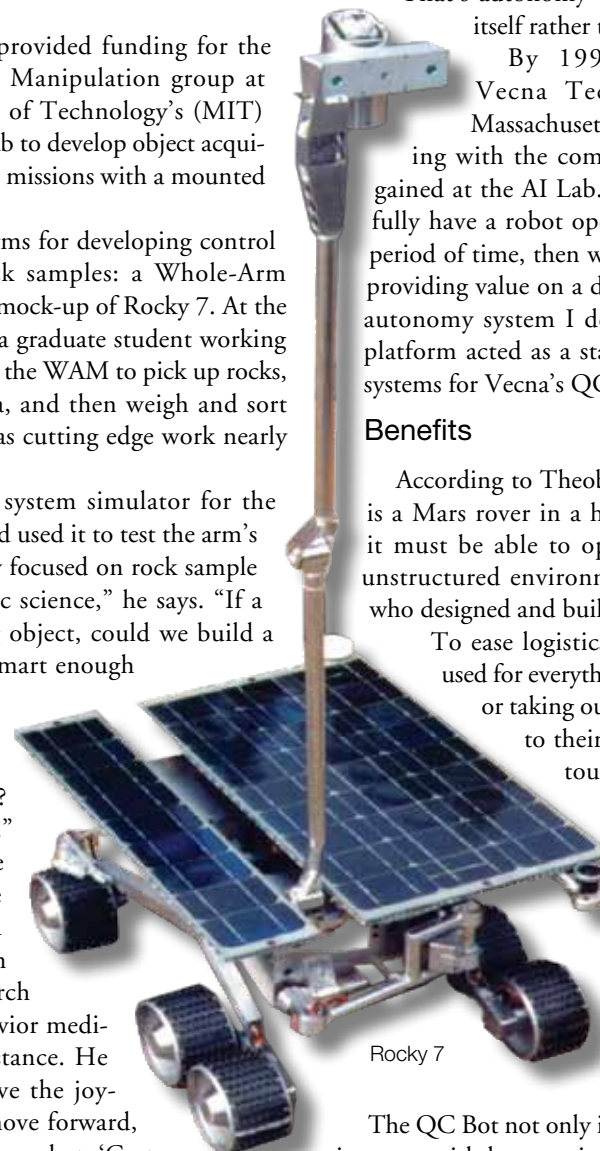 provided funding for the
Manipulation group at
of Technology's (MIT)
b to develop object acqui-
missions with a mounted
rms for developing control
ck samples: a Whole-Arm
mock-up of Rocky 7. At the
a graduate student working
the WAM to pick up rocks,
and then weigh and sort
as cutting edge work nearly
system simulator for the
d used it to test the arm's
focused on rock sample
c science," he says. "If a
object, could we build a
mart enough
?
"
rch
vior medi-
stance. He
ve the joy-
move forward,
itself rather
By 199
Vecna Tec
Massachuset
ing with the com
gained at the AI Lab.
fully have a robot op
period of time, then w
providing value on a d
autonomy system I d
platform acted as a sta
systems for Vecna's QC
Benefits
According to Theob
is a Mars rover in a h
it must be able to op
unstructured environ
who designed and buil
To ease logistic
used for everyth
or taking ou
to their
tou
Rocky 7
The QC Bot not only i